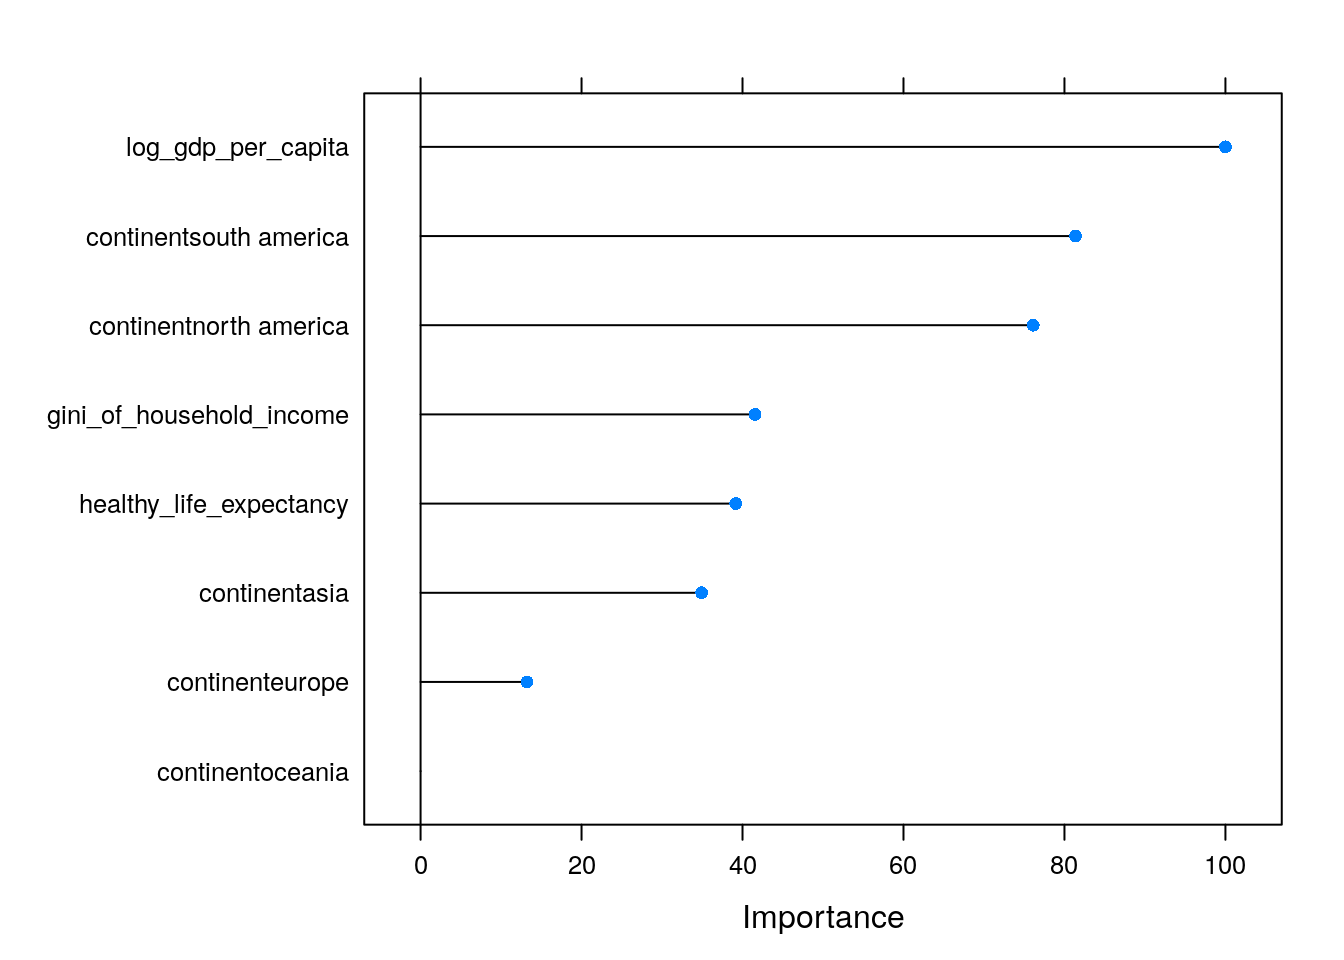 log_gdp_per_capita
continentsouth america
continentnorth america
gini_of_household_income
healthy_life_expectancy
continentasia
continenteurope
continentoceania
0 20 40 60 80 100
Importance